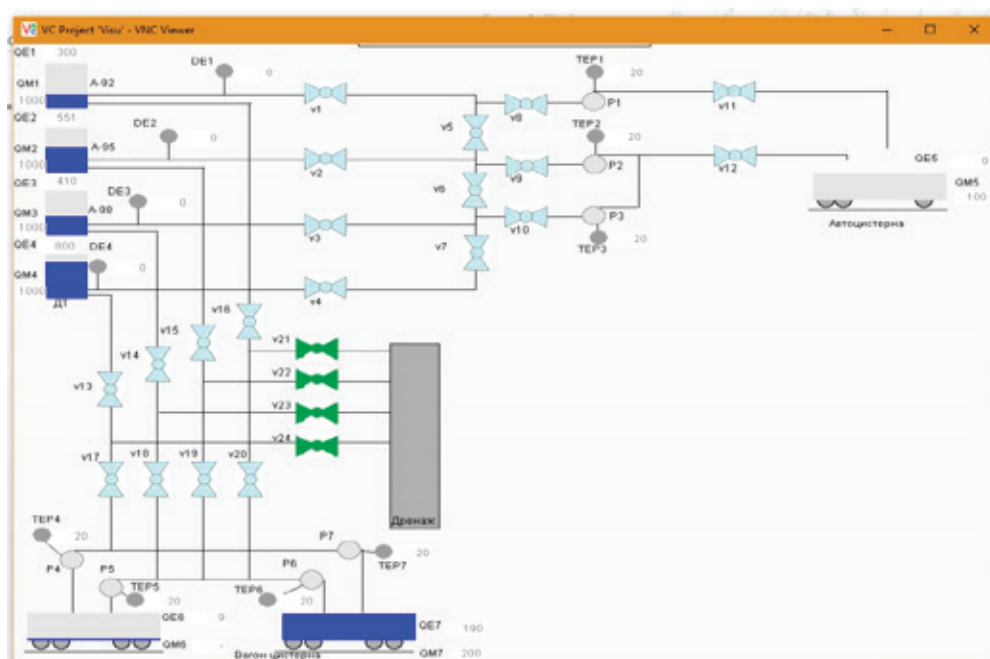 VC Project 'Visu' - VNC Viewer
QE1 300
DE1 0
TEP1 20
QM1 1000
A-92
v1
v8
P1
v11
QE2 551
DE2 0
v5
TEP2 20
QM2 1000
A-95
v2
v9
P2
v12
QE5 0
QE3 410
DE3 0
v6
QM5 100
QM3 1000
A-98
v3
v10
P3
Автоцистерна
QE4 800
DE4 0
v7
TEP3 20
QM4 1000
Д1
v4
v16
v15
v21
v14
v22
v13
v23
v24
v17
v18
v19
v20
Дренаж
TEP4 20
P4
P5
P6
P7
TEP7 20
TEP5 20
TEP6 20
QE6 9
QE7 190
QM6
Вагон цистерна
QM7 200